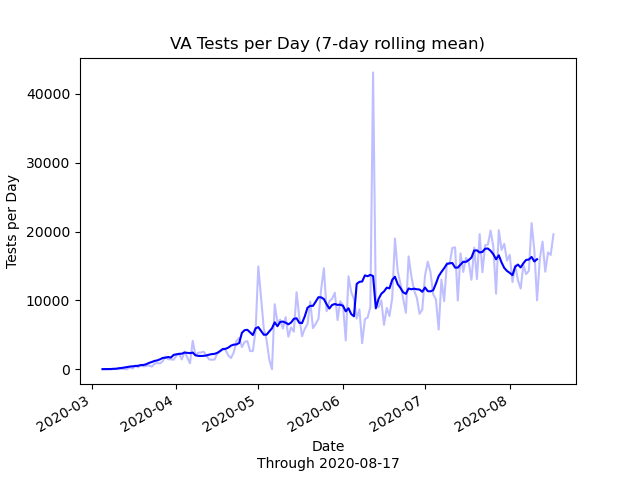 VA Tests per Day (7-day rolling mean)
Tests per Day
40000
30000
20000
10000
0
2020-03
2020-04
2020-05
2020-06
2020-07
2020-08
Date
Through 2020-08-17